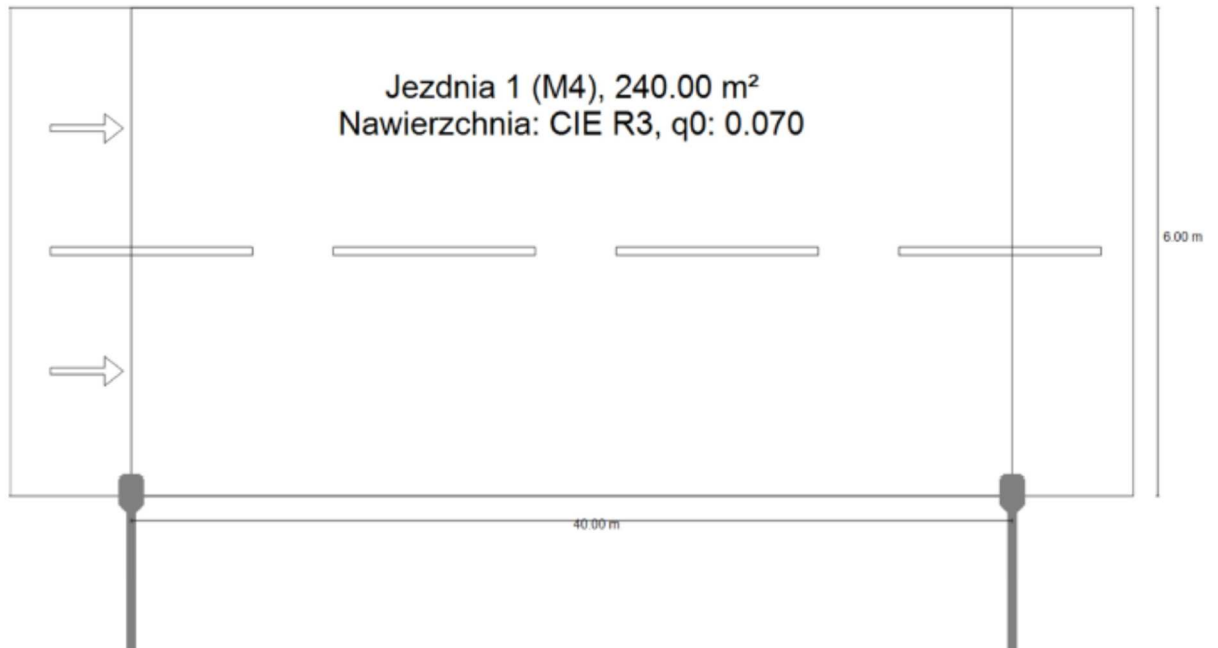 Jezdnia 1 (M4), 240.00 m²
Nawierzchnia: CIE R3, q0: 0.070
6.00 m
40.00 m